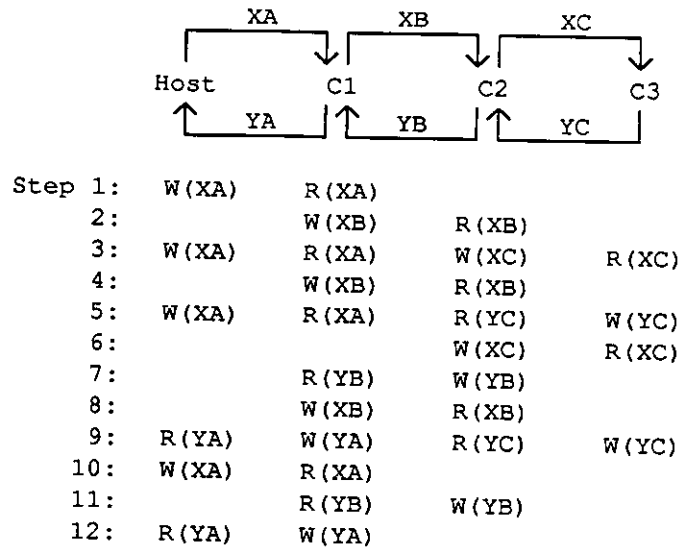 XA XB XC
Host C1 C2 C3
YA YB YC
Step 1: W(XA) R(XA)
2: W(XB) R(XB)
3: W(XA) R(XA) W(XC) R(XC)
4: W(XB) R(XB)
5: W(XA) R(XA) R(YC) W(YC)
6: W(XC) R(XC)
7: R(YB) W(YB)
8: W(XB) R(XB)
9: R(YA) W(YA) R(YC) W(YC)
10: W(XA) R(XA)
11: R(YB) W(YB)
12: R(YA) W(YA)